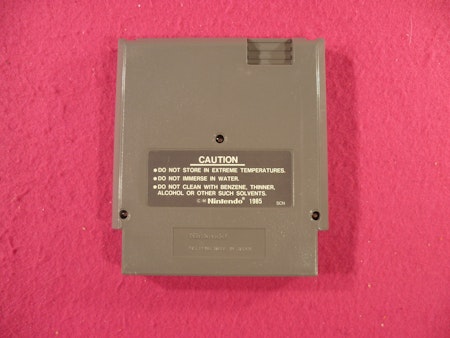 CAUTION
●DO NOT STORE IN EXTREME TEMPERATURES.
●DO NOT IMMERSE IN WATER.
●DO NOT CLEAN WITH BENZENE, THINNER,
ALCOHOL OR OTHER SUCH SOLVENTS.
Nintendo® 1985 SCN